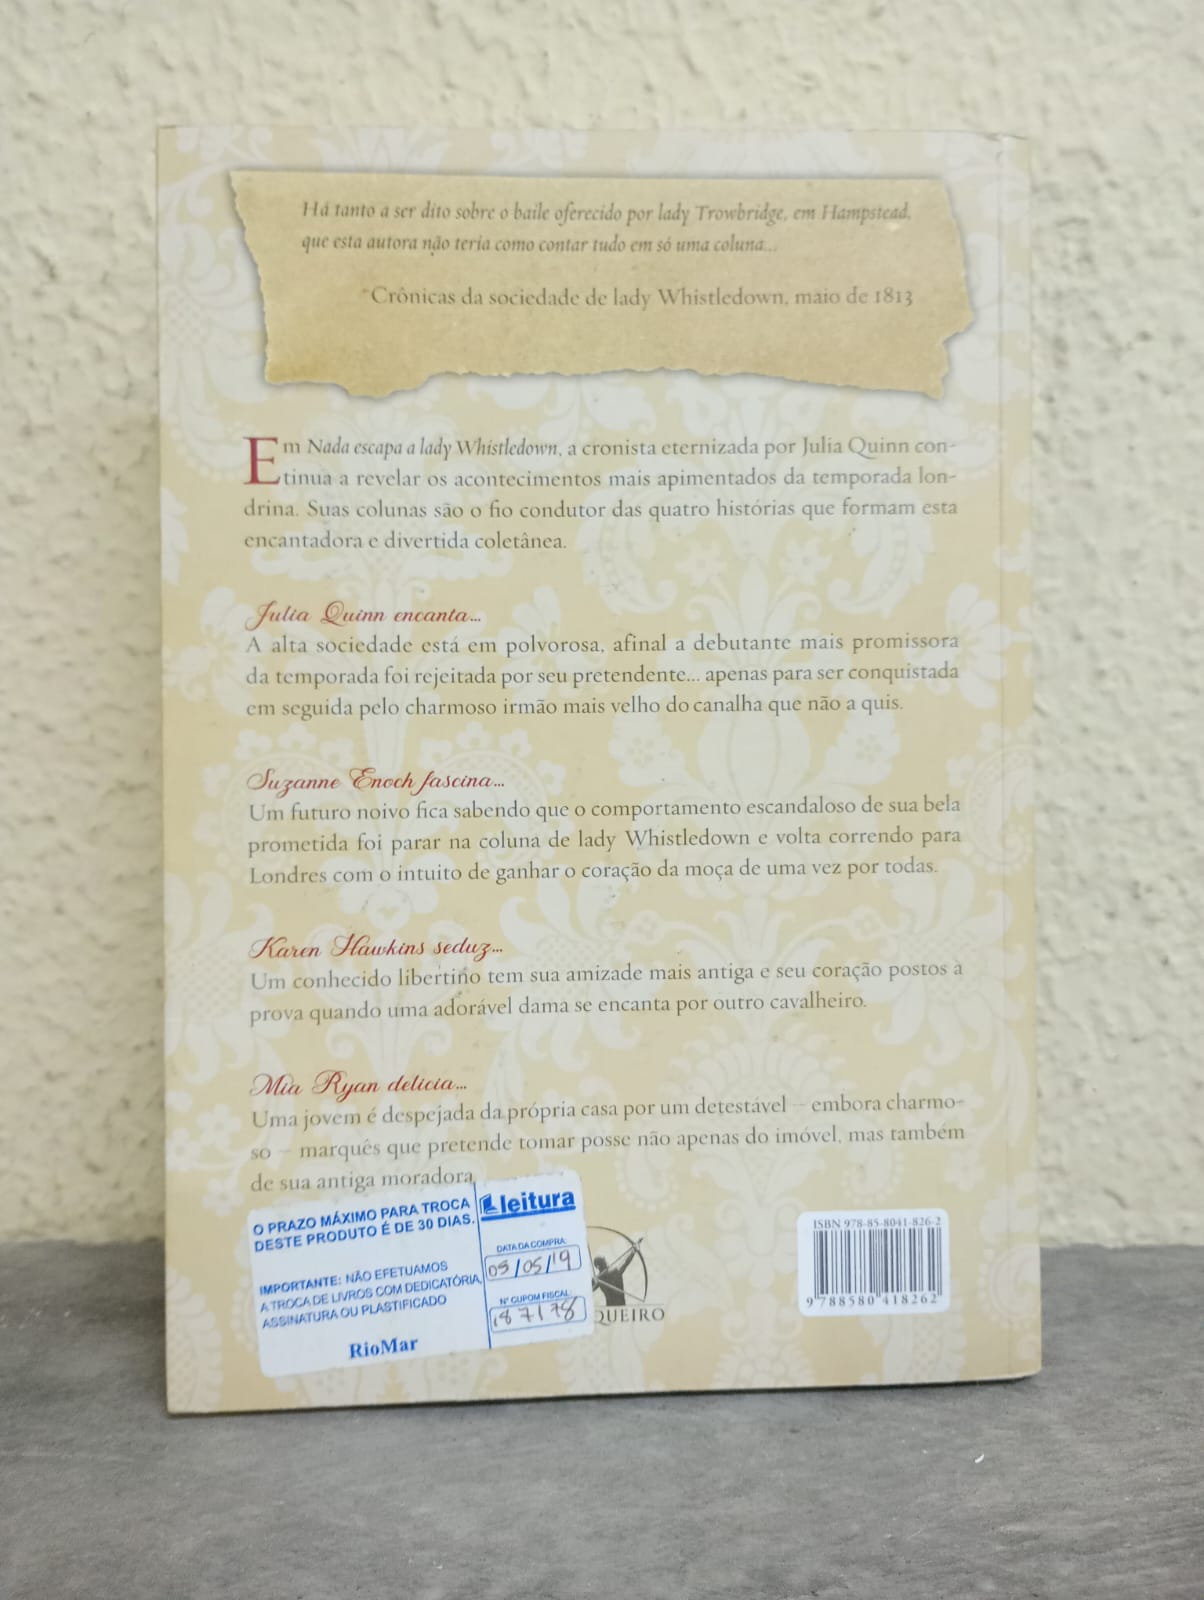 Há tanto a ser dito sobre o baile oferecido por lady Trowbridge, em Hampstead,
que esta autora não teria como contar tudo em só uma coluna...
Crônicas da sociedade de lady Whistledown, maio de 1813
Em Nada escapa a lady Whistledown, a cronista eternizada por Julia Quinn con-
tinua a revelar os acontecimentos mais apimentados da temporada lon-
drina. Suas colunas são o fio condutor das quatro histórias que formam esta
encantadora e divertida coletânea.
Julia Quinn encanta...
A alta sociedade está em polvorosa, afinal a debutante mais promissora
da temporada foi rejeitada por seu pretendente... apenas para ser conquistada
em seguida pelo charmoso irmão mais velho do canalha que não a quis.
Suzanne Enoch fascina...
Um futuro noivo fica sabendo que o comportamento escandaloso de sua bela
prometida foi parar na coluna de lady Whistledown e volta correndo para
Londres com o intuito de ganhar o coração da moça de uma vez por todas.
Karen Hawkins seduz...
Um conhecido libertino tem sua amizade mais antiga e seu coração postos à
prova quando uma adorável dama se encanta por outro cavalheiro.
Mia Ryan delicia...
Uma jovem é despejada da própria casa por um detestável – embora charmo-
so – marquês que pretende tomar posse não apenas do imóvel, mas também
de sua antiga moradora.
O PRAZO MÁXIMO PARA TROCA
DESTE PRODUTO É DE 30 DIAS.
IMPORTANTE: NÃO EFETUAMOS
A TROCA DE LIVROS COM DEDICATÓRIA,
ASSINATURA OU PLASTIFICADO
RioMar
leitura
DATA DA COMPRA:
05/05/19
Nº CUPOM FISCAL:
187178
QUEIRO
ISBN 978-85-8041-826-2
9 788580 418262